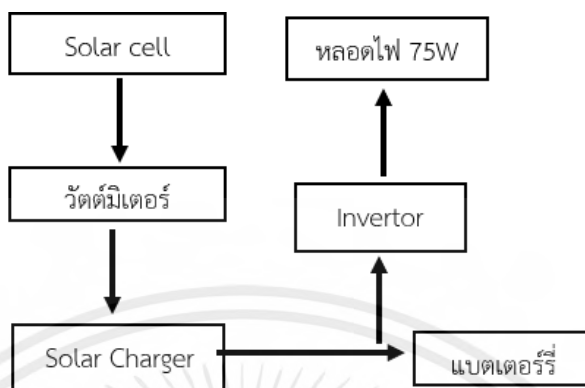 Solar cell
หลอดไฟ 75W
วัตต์มิเตอร์
Invertor
Solar Charger
แบตเตอร์รี่